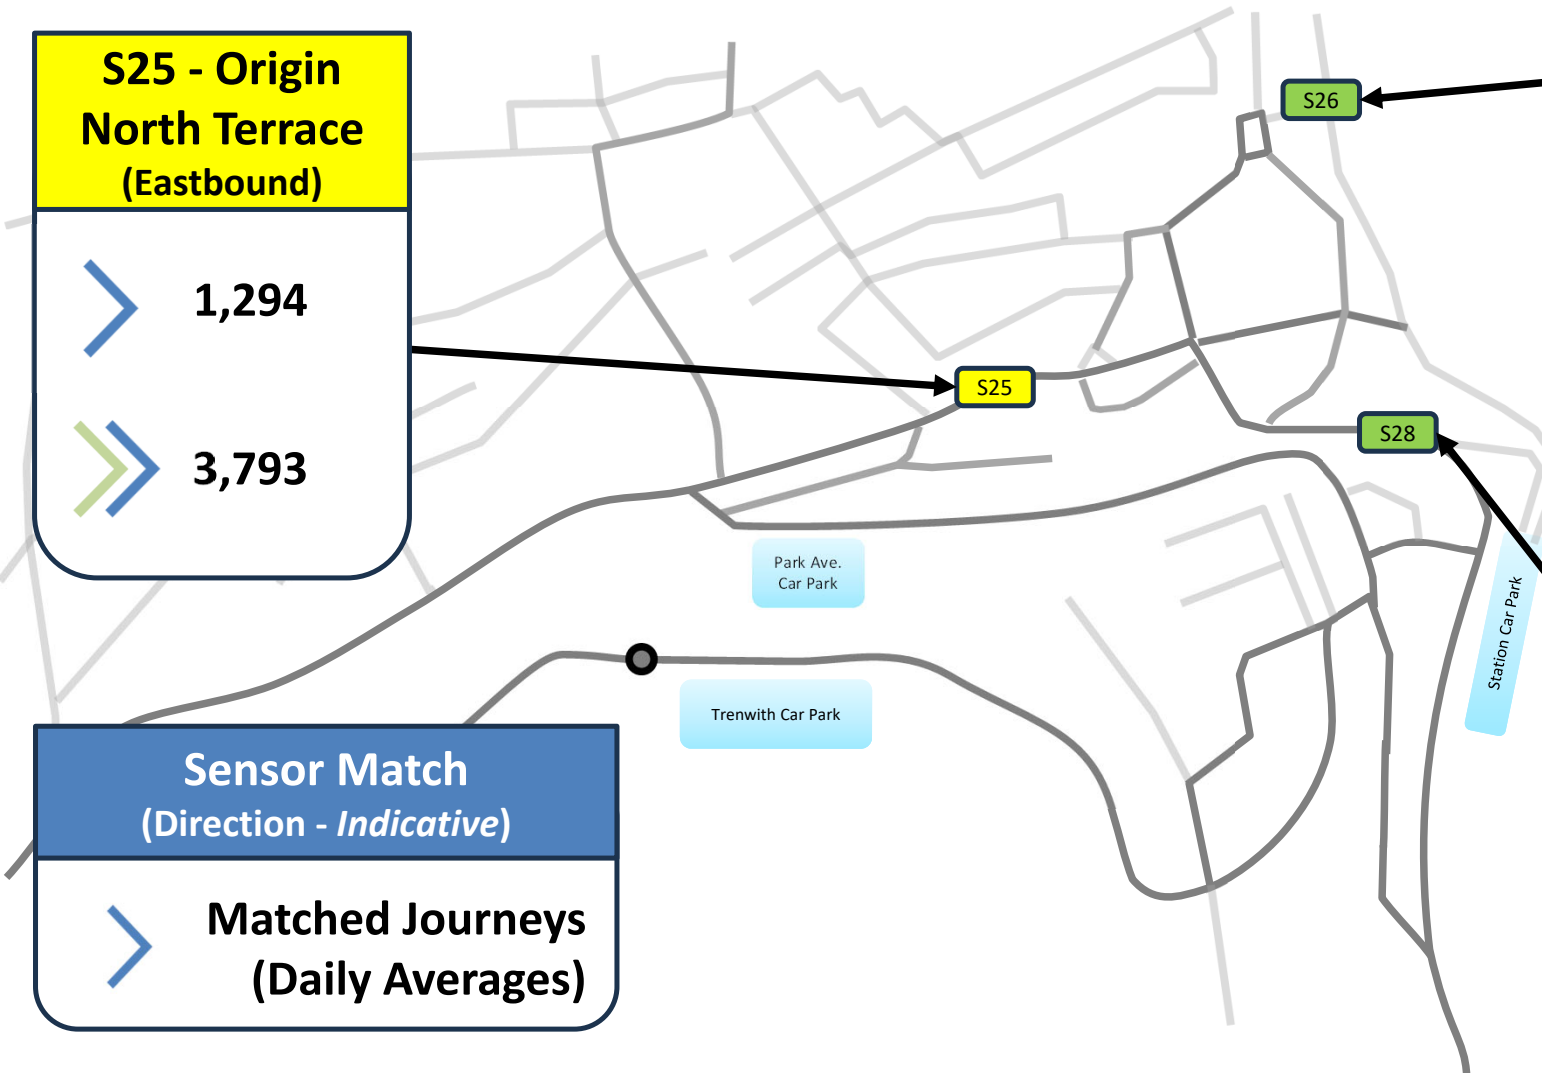 S25 - Origin
North Terrace
(Eastbound)
1,294
3,793
S26
S25
S28
Park Ave.
Car Park
Station Car Park
Trenwith Car Park
Sensor Match
(Direction - Indicative)
Matched Journeys
(Daily Averages)